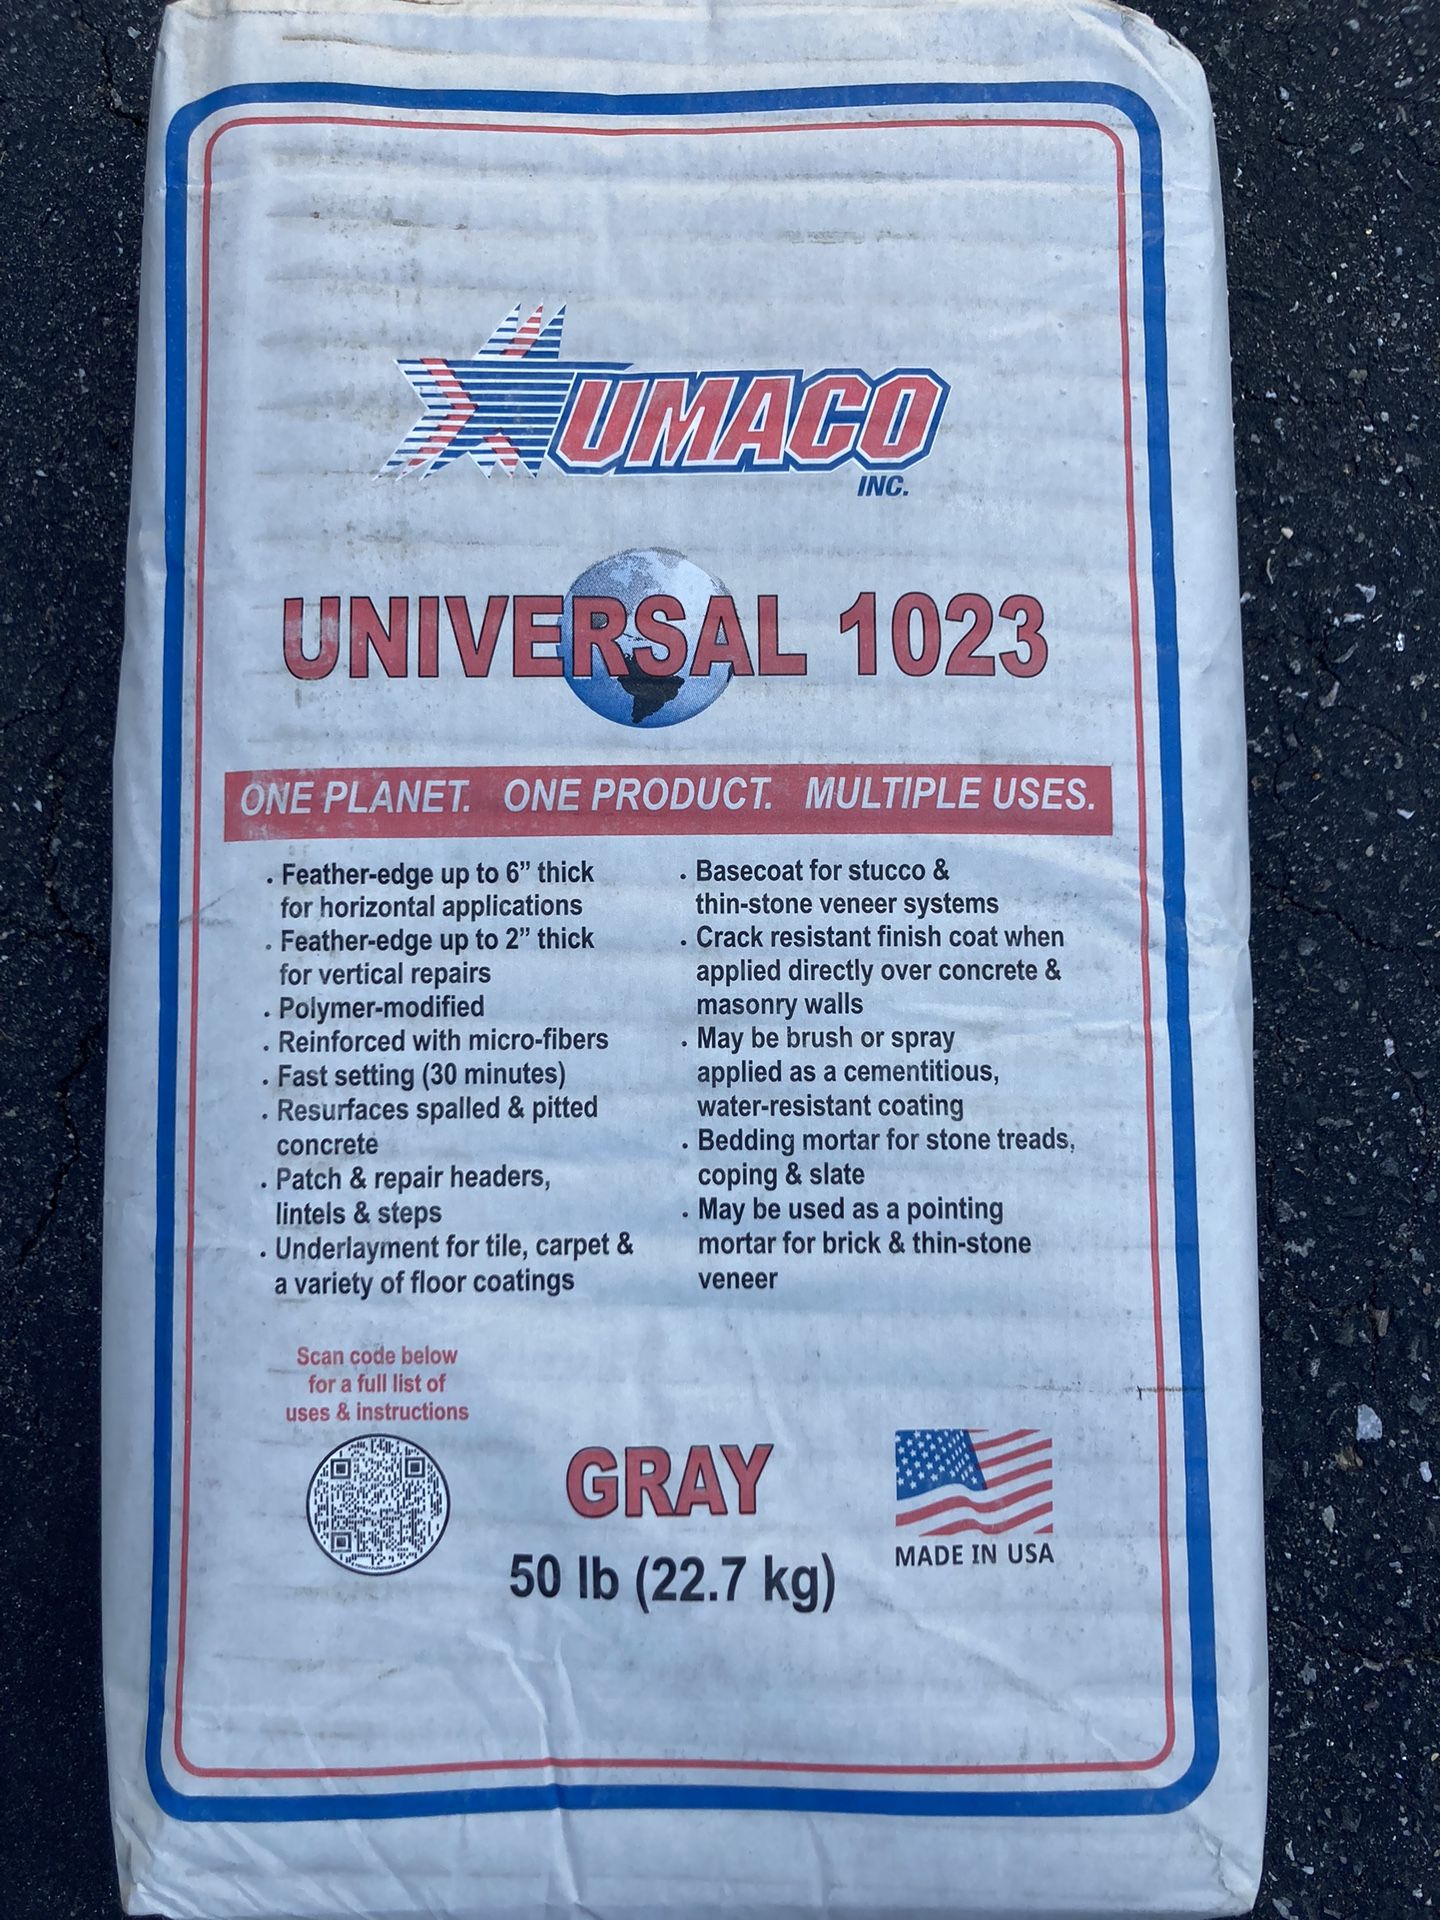 UMACO
INC.
UNIVERSAL 1023
ONE PLANET. ONE PRODUCT. MULTIPLE USES.
• Feather-edge up to 6” thick
for horizontal applications
• Feather-edge up to 2” thick
for vertical repairs
• Polymer-modified
• Reinforced with micro-fibers
• Fast setting (30 minutes)
• Resurfaces spalled & pitted
concrete
• Patch & repair headers,
lintels & steps
• Underlayment for tile, carpet &
a variety of floor coatings
• Basecoat for stucco &
thin-stone veneer systems
• Crack resistant finish coat when
applied directly over concrete &
masonry walls
• May be brush or spray
applied as a cementitious,
water-resistant coating
• Bedding mortar for stone treads,
coping & slate
• May be used as a pointing
mortar for brick & thin-stone
veneer
Scan code below
for a full list of
uses & instructions
GRAY
50 lb (22.7 kg)
MADE IN USA